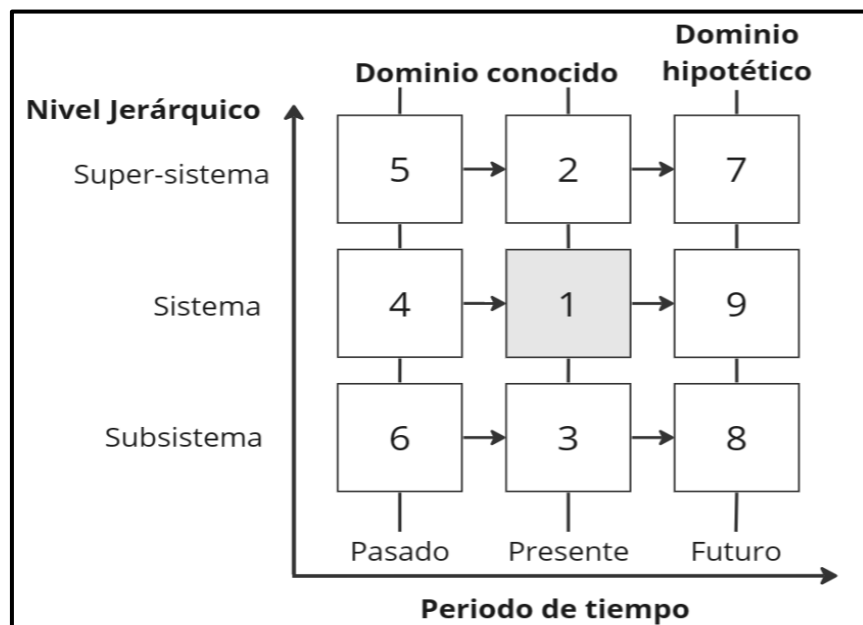 Dominio
hipotético
Dominio conocido
Nivel Jerárquico
Super-sistema
5
2
7
Sistema
4
1
9
Subsistema
6
3
8
Pasado
Presente
Futuro
Periodo de tiempo